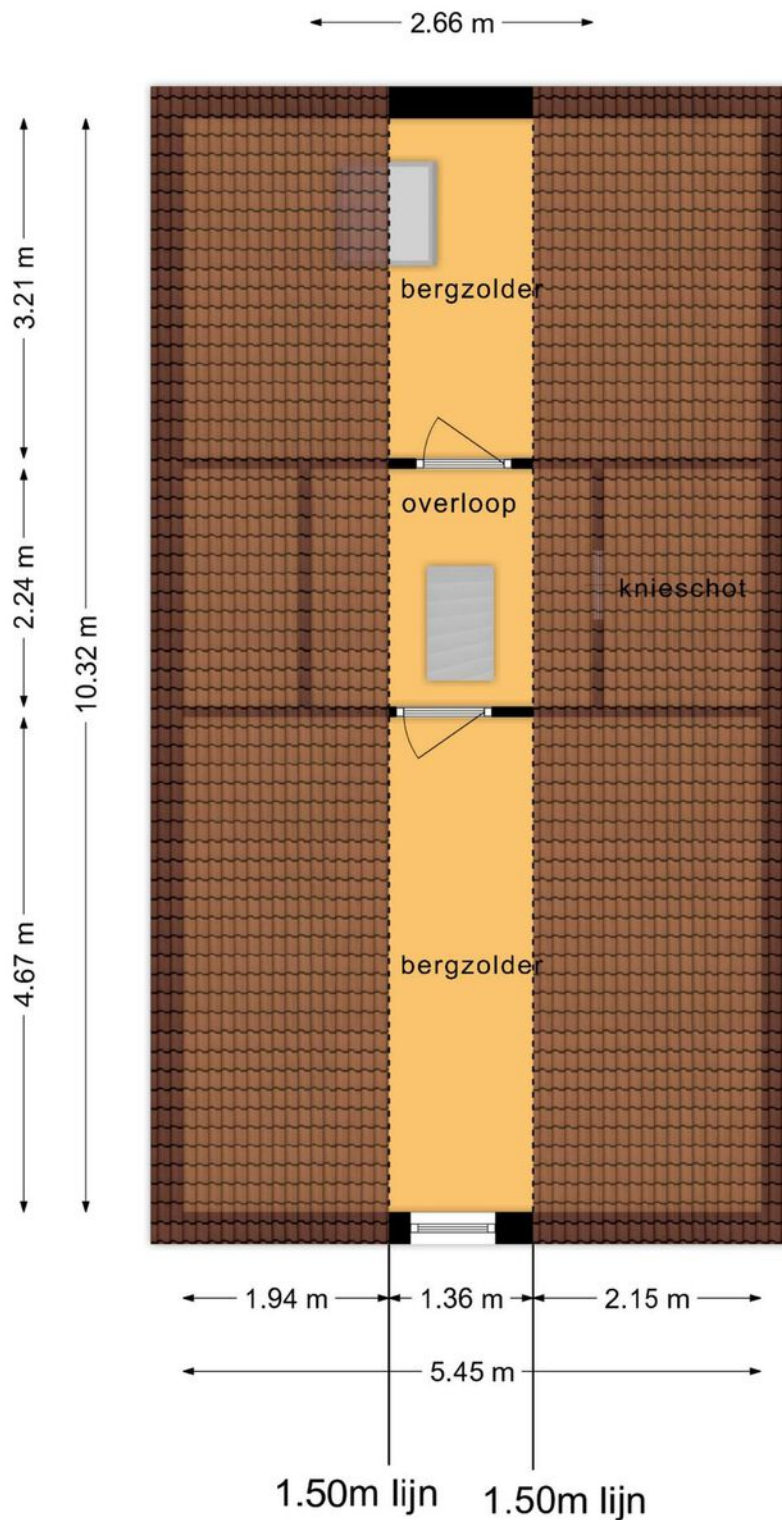 2.66 m
3.21 m
bergzolder
overloop
2.24 m
knieschot
10.32 m
4.67 m
bergzolder
1.94 m
1.36 m
2.15 m
5.45 m
1.50m lijn
1.50m lijn